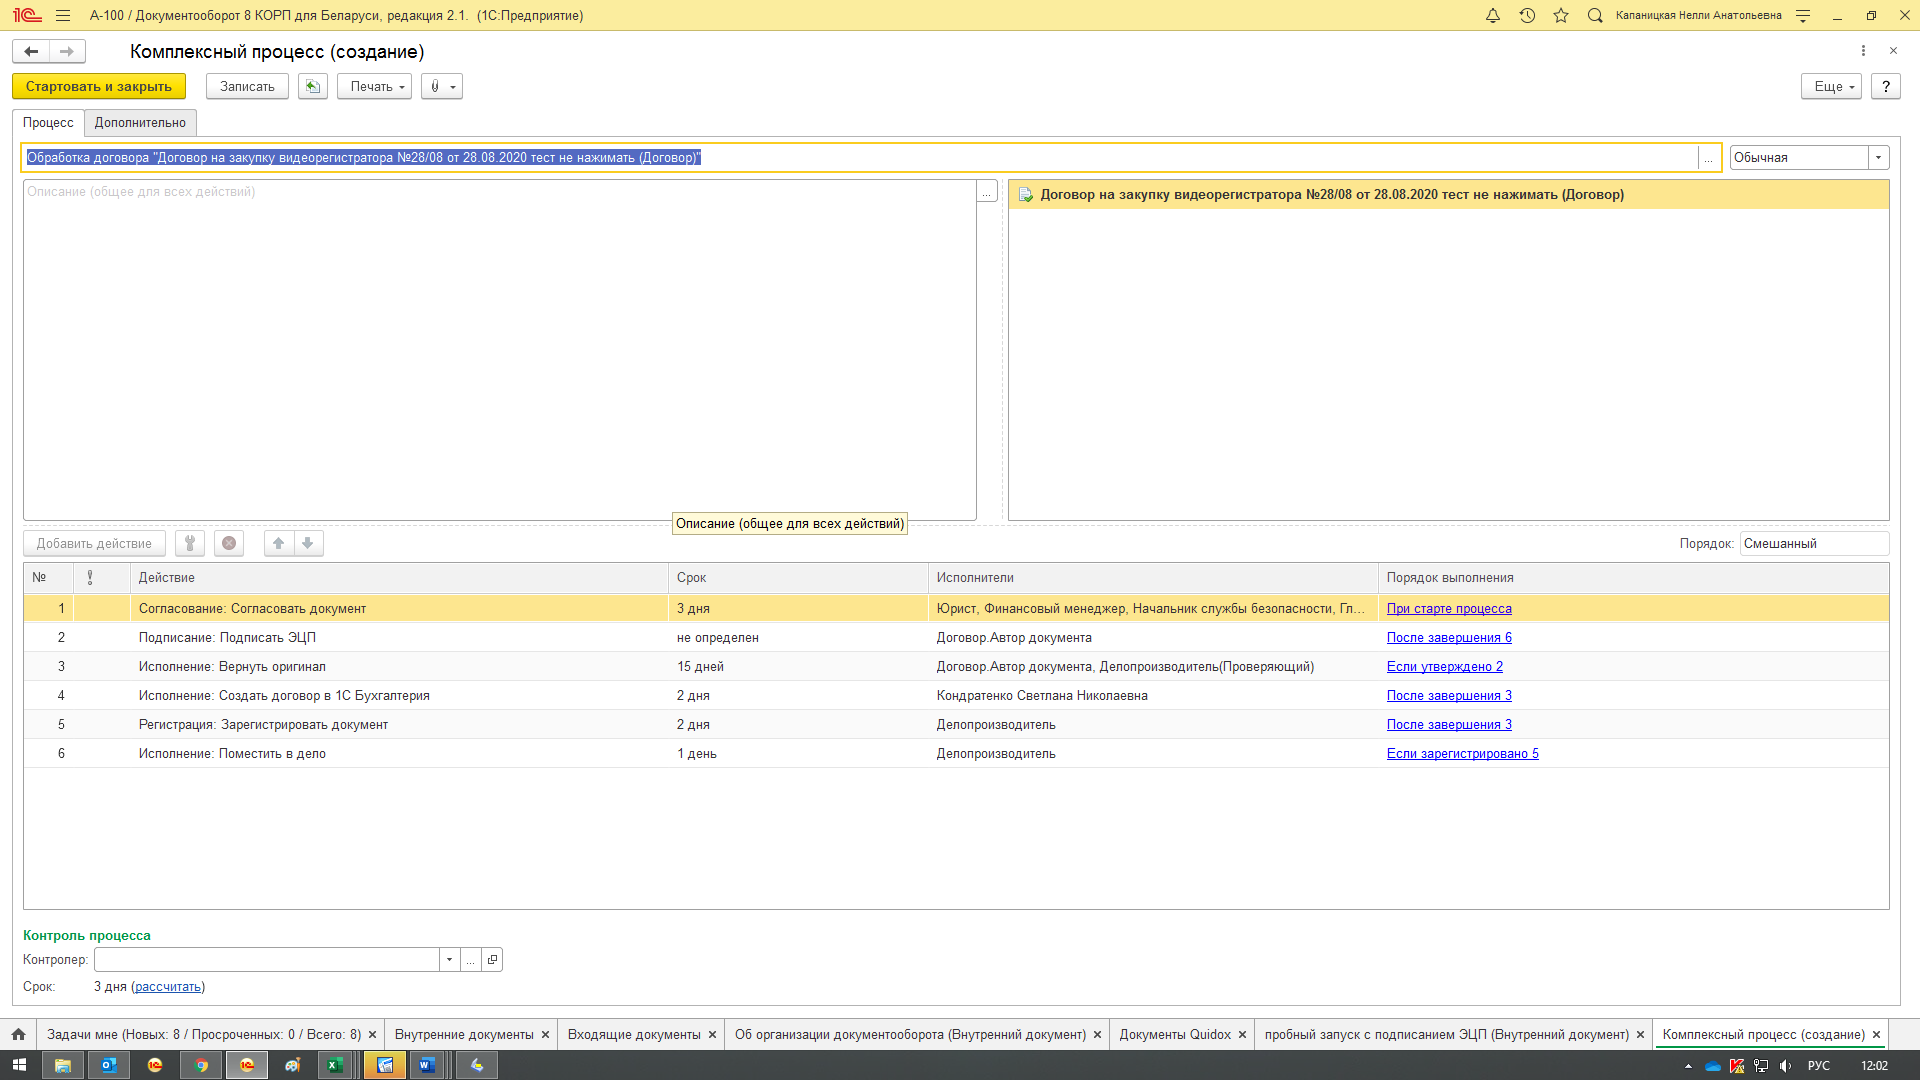 А-100 / Документооборот 8 КОРП для Беларуси, редакция 2.1. (1С:Предприятие)
Капаницкая Нелли Анатольевна
Комплексный процесс (создание)
Стартовать и закрыть
Записать
Печать
Еще
?
Процесс
Дополнительно
Обработка договора "Договор на закупку видеорегистратора №28/08 от 28.08.2020 тест не нажимать (Договор)"
...
Обычная
Описание (общее для всех действий)
...
Договор на закупку видеорегистратора №28/08 от 28.08.2020 тест не нажимать (Договор)
Описание (общее для всех действий)
Добавить действие
Порядок: Смешанный
№ Действие Срок Исполнители Порядок выполнения
1 Согласование: Согласовать документ 3 дня Юрист, Финансовый менеджер, Начальник службы безопасности, Гл... При старте процесса
2 Подписание: Подписать ЭЦП не определен Договор.Автор документа После завершения 6
3 Исполнение: Вернуть оригинал 15 дней Договор.Автор документа, Делопроизводитель(Проверяющий) Если утверждено 2
4 Исполнение: Создать договор в 1С Бухгалтерия 2 дня Кондратенко Светлана Николаевна После завершения 3
5 Регистрация: Зарегистрировать документ 2 дня Делопроизводитель После завершения 3
6 Исполнение: Поместить в дело 1 день Делопроизводитель Если зарегистрировано 5
Контроль процесса
Контролер:
...
Срок: 3 дня (рассчитать)
Задачи мне (Новых: 8 / Просроченных: 0 / Всего: 8)
Внутренние документы
Входящие документы
Об организации документооборота (Внутренний документ)
Документы Quidox
пробный запуск с подписанием ЭЦП (Внутренний документ)
Комплексный процесс (создание)
РУС
12:02